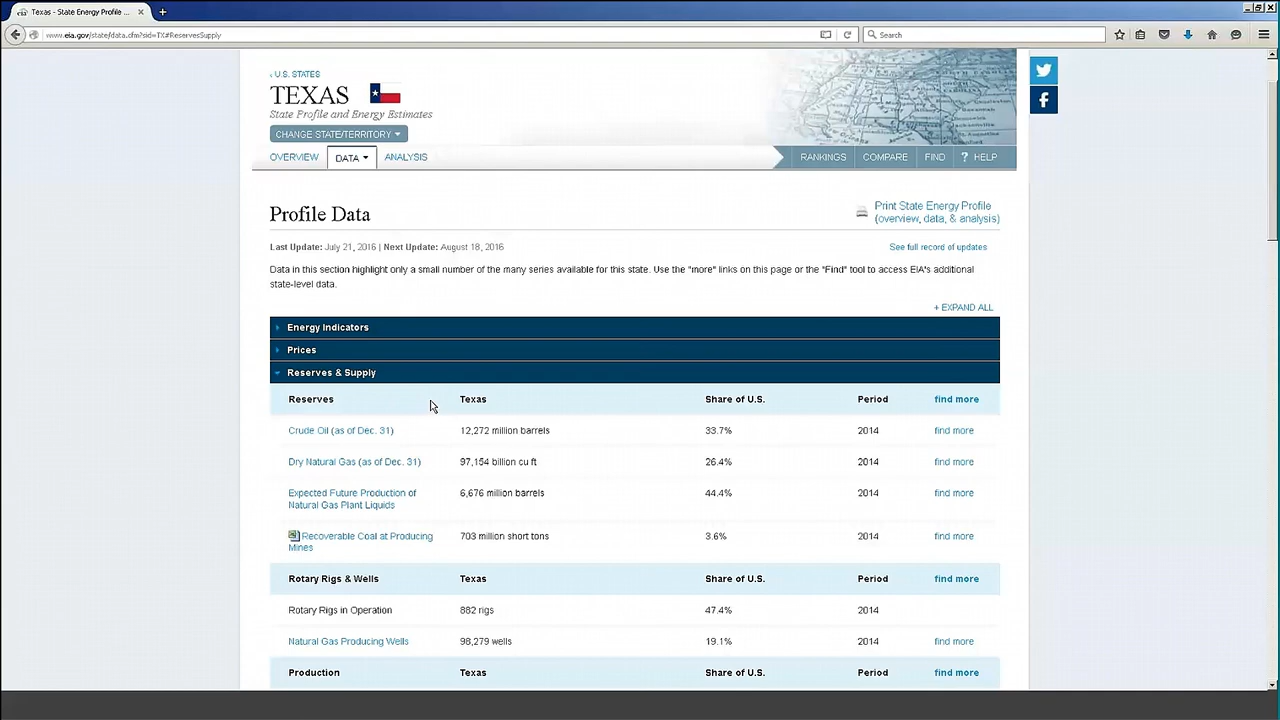 Texas - State Energy Profile ...
www.eia.gov/state/data.cfm?sid=TX#ReservesSupply
Search
‹ U.S. STATES
TEXAS
State Profile and Energy Estimates
CHANGE STATE/TERRITORY
OVERVIEW DATA ANALYSIS RANKINGS COMPARE FIND ? HELP
Profile Data
Print State Energy Profile
(overview, data, & analysis)
Last Update: July 21, 2016 | Next Update: August 18, 2016
See full record of updates
Data in this section highlight only a small number of the many series available for this state. Use the "more" links on this page or the "Find" tool to access EIA's additional
state-level data.
+ EXPAND ALL
Energy Indicators
Prices
Reserves & Supply
Reserves Texas Share of U.S. Period find more
Crude Oil (as of Dec. 31) 12,272 million barrels 33.7% 2014 find more
Dry Natural Gas (as of Dec. 31) 97,154 billion cu ft 26.4% 2014 find more
Expected Future Production of
Natural Gas Plant Liquids 6,676 million barrels 44.4% 2014 find more
Recoverable Coal at Producing
Mines 703 million short tons 3.6% 2014 find more
Rotary Rigs & Wells Texas Share of U.S. Period find more
Rotary Rigs in Operation 882 rigs 47.4% 2014
Natural Gas Producing Wells 98,279 wells 19.1% 2014 find more
Production Texas Share of U.S. Period find more